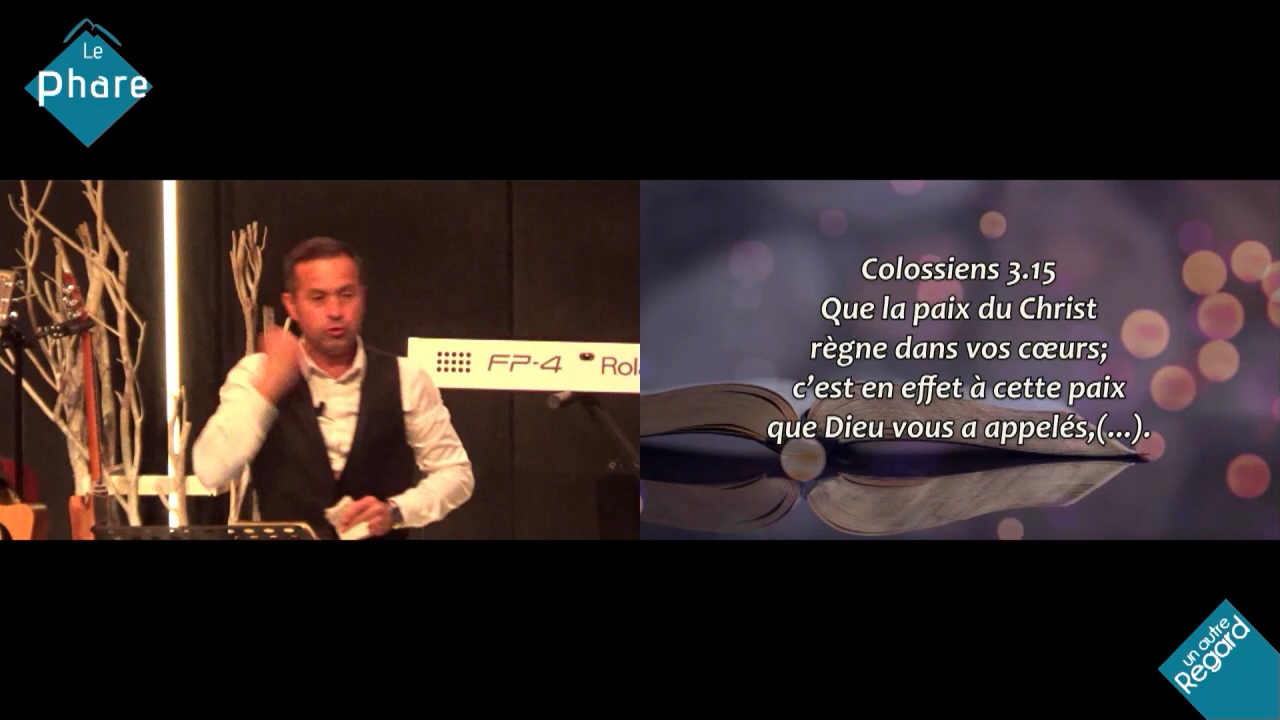 Le
Phare
FP-4
Rol
Colossiens 3.15
Que la paix du Christ
règne dans vos cœurs;
c'est en effet à cette paix
que Dieu vous a appelés,(...).
un autre
Regard